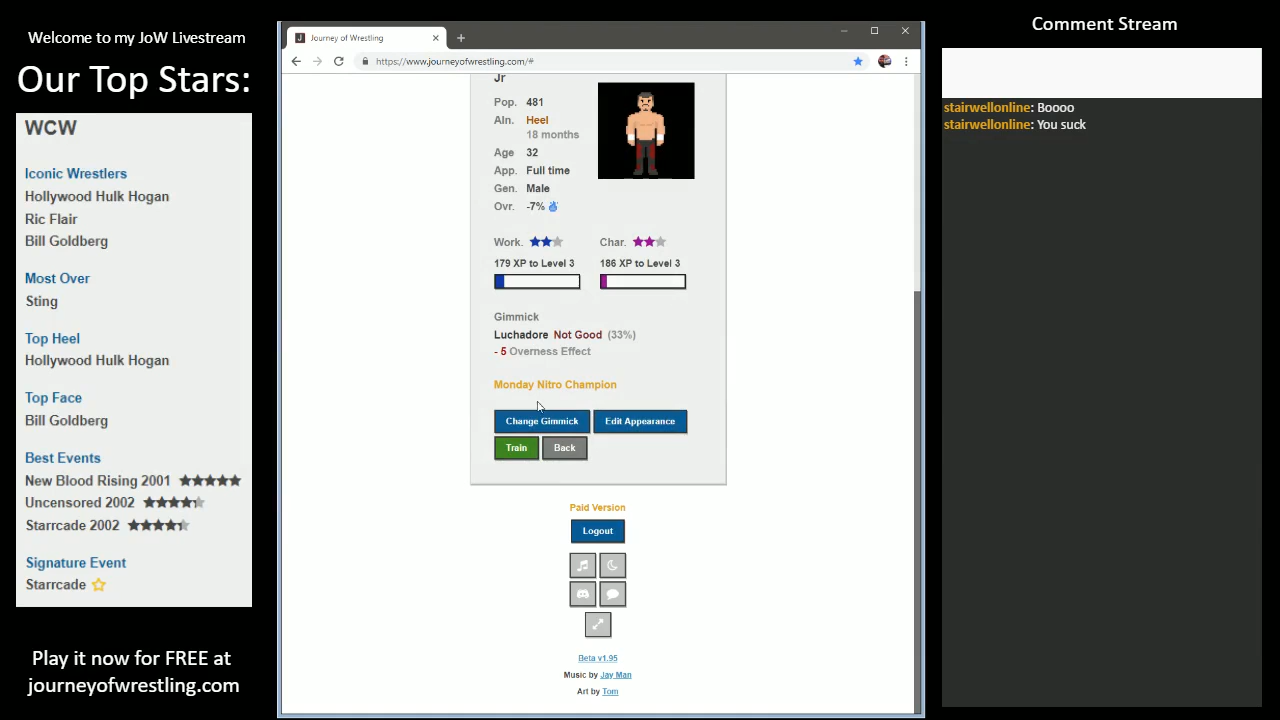 Welcome to my JoW Livestream
Our Top Stars:
WCW
Iconic Wrestlers
Hollywood Hulk Hogan
Ric Flair
Bill Goldberg
Most Over
Sting
Top Heel
Hollywood Hulk Hogan
Top Face
Bill Goldberg
Best Events
New Blood Rising 2001
Uncensored 2002
Starrcade 2002
Signature Event
Starrcade
Play it now for FREE at
journeyofwrestling.com
Journey of Wrestling
https://www.journeyofwrestling.com/#
Jr
Pop. 481
Aln. Heel
18 months
Age 32
App. Full time
Gen. Male
Ovr. -7%
Work. Char.
179 XP to Level 3 186 XP to Level 3
Gimmick
Luchadore Not Good (33%)
- 5 Overness Effect
Monday Nitro Champion
Change Gimmick Edit Appearance
Train Back
Paid Version
Logout
Beta v1.95
Music by Jay Man
Art by Tom
Comment Stream
stairwellonline: Boooo
stairwellonline: You suck